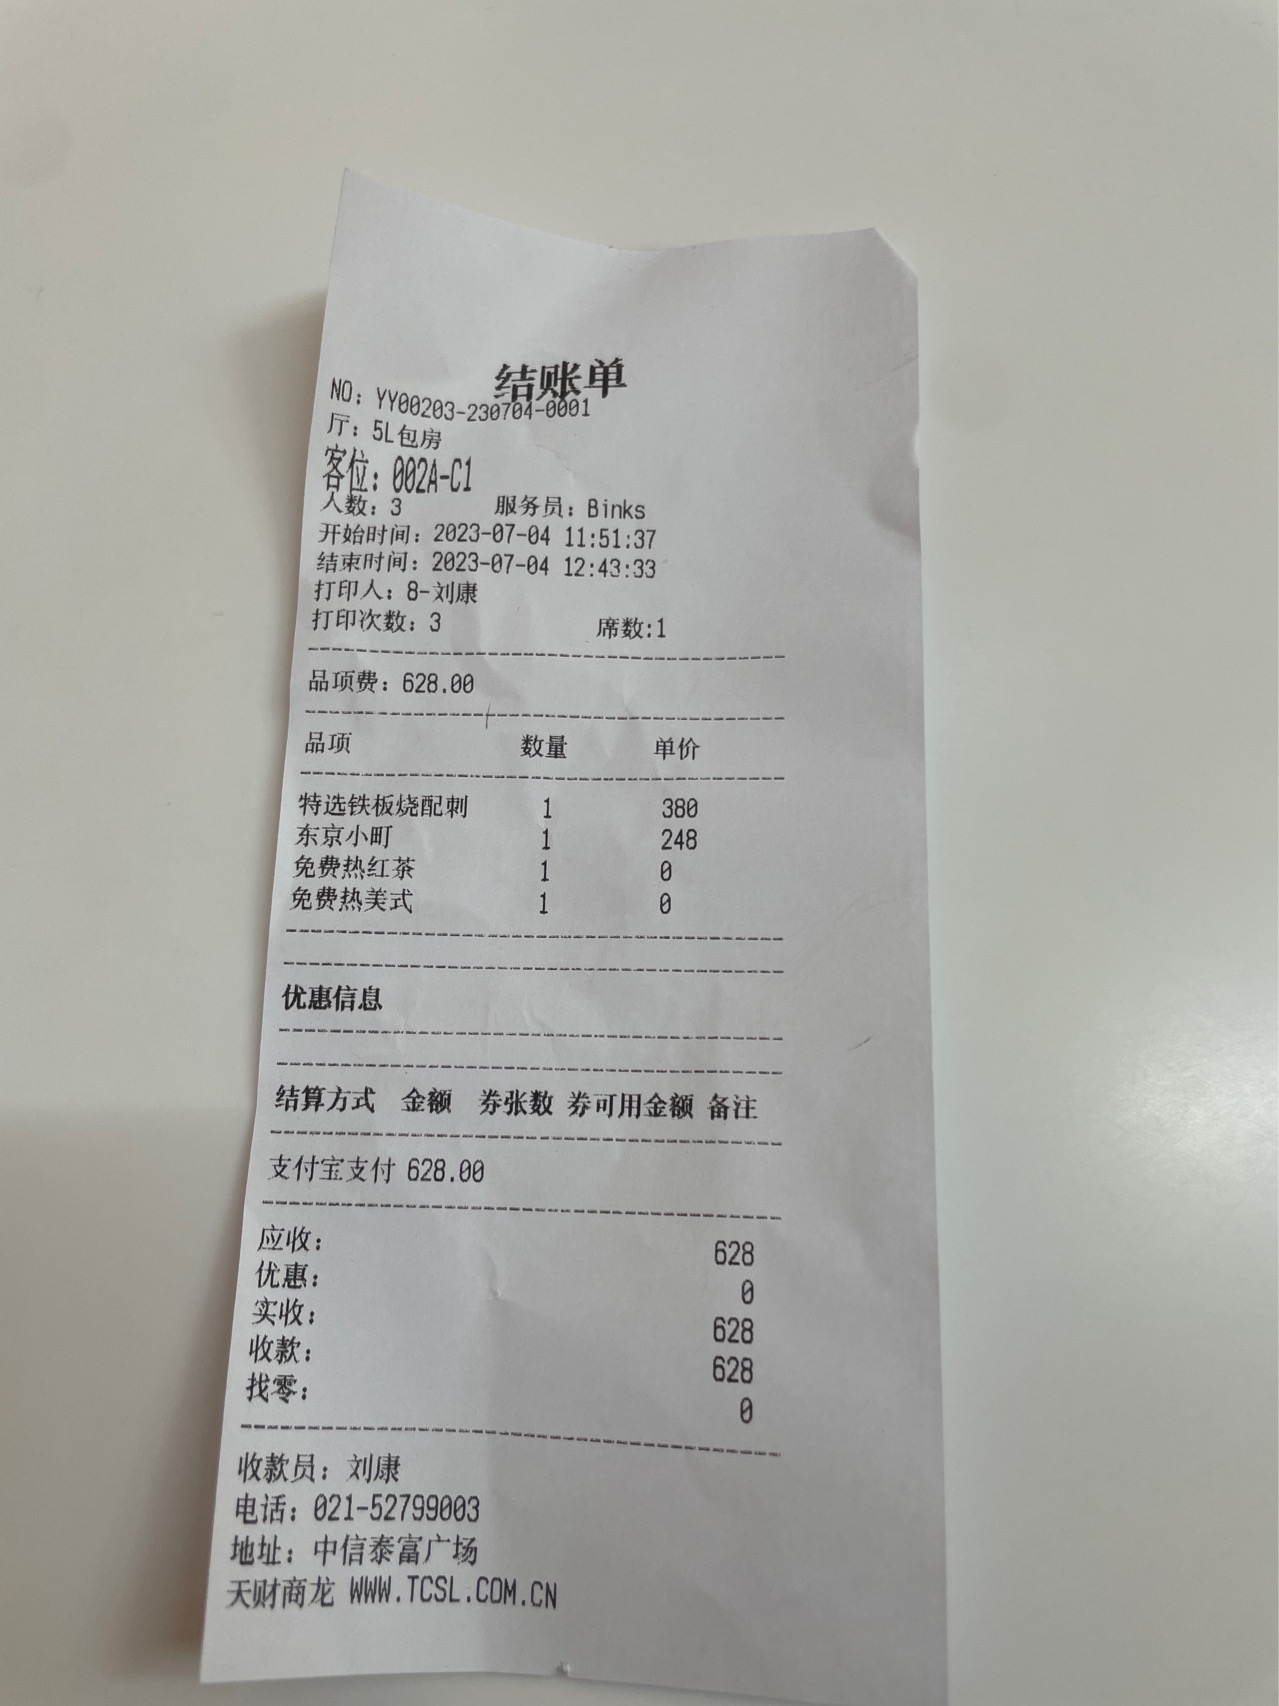 结账单
NO: YY00203-230704-0001
厅: 5L包房
客位: 002A-C1
人数: 3 服务员: Binks
开始时间: 2023-07-04 11:51:37
结束时间: 2023-07-04 12:43:33
打印人: 8-刘康
打印次数: 3 席数:1
品项费: 628.00
品项 数量 单价
特选铁板烧配刺 1 380
东京小町 1 248
免费热红茶 1 0
免费热美式 1 0
优惠信息
结算方式 金额 券张数 券可用金额 备注
支付宝支付 628.00
应收: 628
优惠: 0
实收: 628
收款: 628
找零: 0
收款员: 刘康
电话: 021-52799003
地址: 中信泰富广场
天财商龙 WWW.TCSL.COM.CN